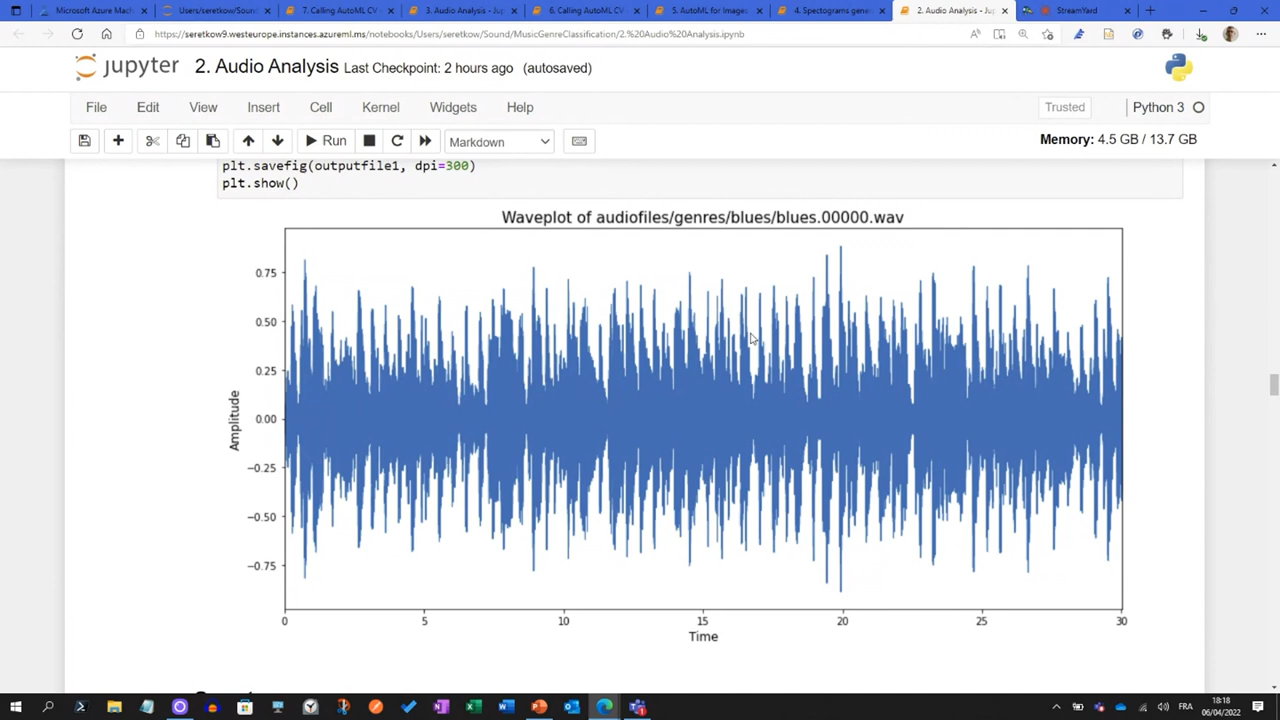 Microsoft Azure Mach
Users/seretkow/Sound
7. Calling AutoML CV
3. Audio Analysis - Jup
6. Calling AutoML CV
5. AutoML for Images
4. Spectograms gene
2. Audio Analysis - Jup
StreamYard
https://seretkow9.westeurope.instances.azureml.ms/notebooks/Users/seretkow/Sound/MusicGenreClassification/2.%20Audio%20Analysis.ipynb
jupyter 2. Audio Analysis Last Checkpoint: 2 hours ago (autosaved)
File Edit View Insert Cell Kernel Widgets Help
Trusted Python 3
Run Markdown
Memory: 4.5 GB / 13.7 GB
plt.savefig(outputfile1, dpi=300)
plt.show()
Waveplot of audiofiles/genres/blues/blues.00000.wav
0.75
0.50
0.25
0.00
−0.25
−0.50
−0.75
Amplitude
0 5 10 15 20 25 30
Time
FRA
18:18
06/04/2022